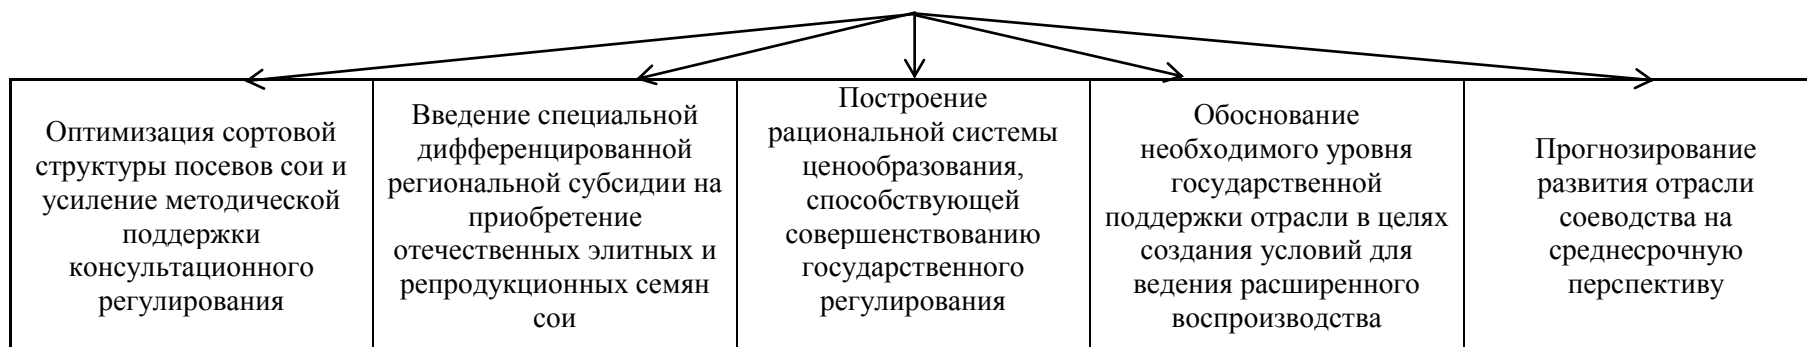 Оптимизация сортовой
структуры посевов сои и
усиление методической
поддержки
консультационного
регулирования
Введение специальной
дифференцированной
региональной субсидии на
приобретение
отечественных элитных и
репродукционных семян
сои
Построение
рациональной системы
ценообразования,
способствующей
совершенствованию
государственного
регулирования
Обоснование
необходимого уровня
государственной
поддержки отрасли в целях
создания условий для
ведения расширенного
воспроизводства
Прогнозирование
развития отрасли
соеводства на
среднесрочную
перспективу